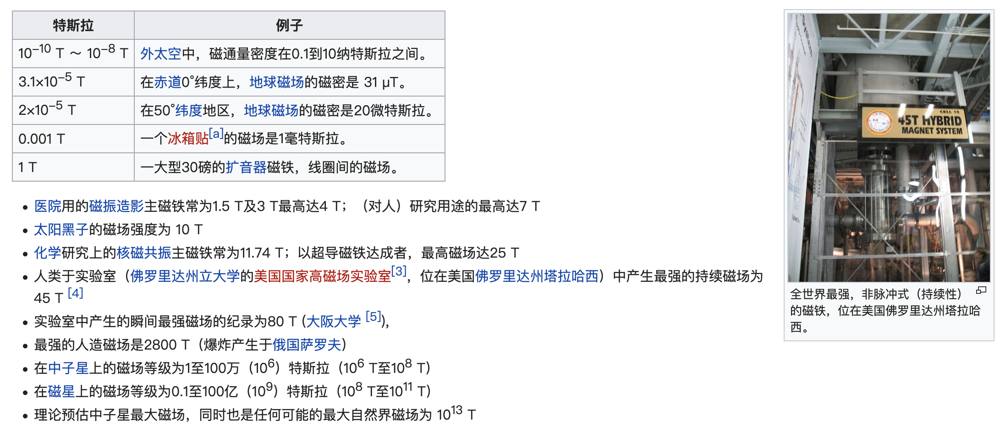 特斯拉 例子
10⁻¹⁰ T ～ 10⁻⁸ T 外太空中，磁通量密度在0.1到10纳特斯拉之间。
3.1×10⁻⁵ T 在赤道0°纬度上，地球磁场的磁密是 31 μT。
2×10⁻⁵ T 在50°纬度地区，地球磁场的磁密是20微特斯拉。
0.001 T 一个冰箱贴[a]的磁场是1毫特斯拉。
1 T 一大型30磅的扩音器磁铁，线圈间的磁场。
• 医院用的磁振造影主磁铁常为1.5 T及3 T最高达4 T；（对人）研究用途的最高达7 T
• 太阳黑子的磁场强度为 10 T
• 化学研究上的核磁共振主磁铁常为11.74 T；以超导磁铁达成者，最高磁场达25 T
• 人类于实验室（佛罗里达州立大学的美国国家高磁场实验室[3]，位在美国佛罗里达州塔拉哈西）中产生最强的持续磁场为
45 T [4]
• 实验室中产生的瞬间最强磁场的纪录为80 T (大阪大学 [5]),
• 最强的人造磁场是2800 T（爆炸产生于俄国萨罗夫）
• 在中子星上的磁场等级为1至100万（10⁶）特斯拉（10⁶ T至10⁸ T）
• 在磁星上的磁场等级为0.1至100亿（10⁹）特斯拉（10⁸ T至10¹¹ T）
• 理论预估中子星最大磁场，同时也是任何可能的最大自然界磁场为 10¹³ T
CELL 15
45T HYBRID
MAGNET SYSTEM
全世界最强，非脉冲式（持续性）
的磁铁，位在美国佛罗里达州塔拉哈
西。